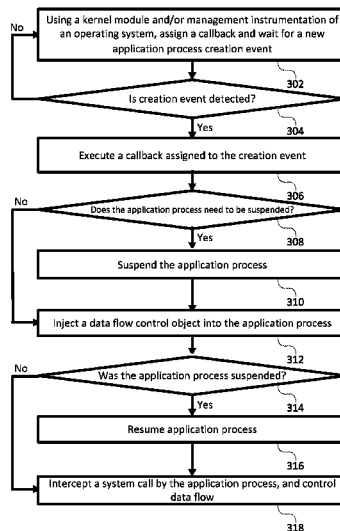 No
Using a kernel module and/or management instrumentation of
an operating system, assign a callback and wait for a new
application process creation event
302
Is creation event detected?
304
Yes
Execute a callback assigned to the creation event
306
No
Does the application process need to be suspended?
308
Yes
Suspend the application process
310
Inject a data flow control object into the application process
312
No
Was the application process suspended?
314
Yes
Resume application process
316
Intercept a system call by the application process, and control
data flow
318